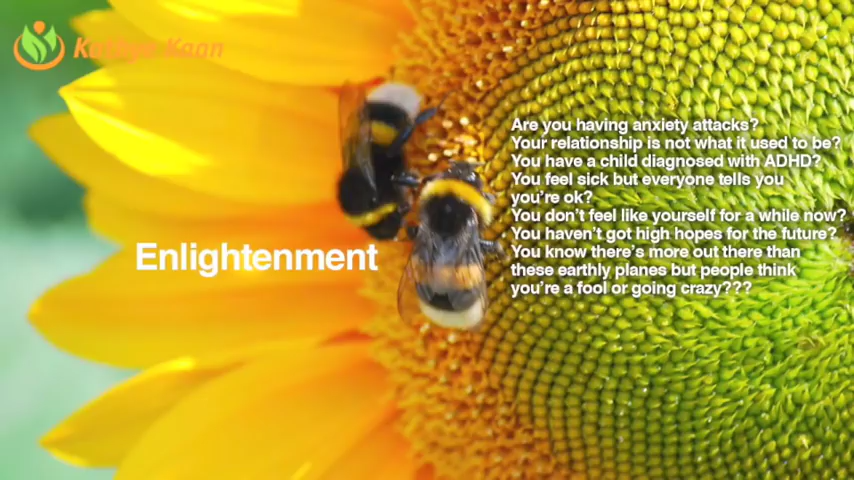 Enlightenment
Are you having anxiety attacks?
Your relationship is not what it used to be?
You have a child diagnosed with ADHD?
You feel sick but everyone tells you
you're ok?
You don't feel like yourself for a while now?
You haven't got high hopes for the future?
You know there's more out there than
these earthly planes but people think
you're a fool or going crazy???